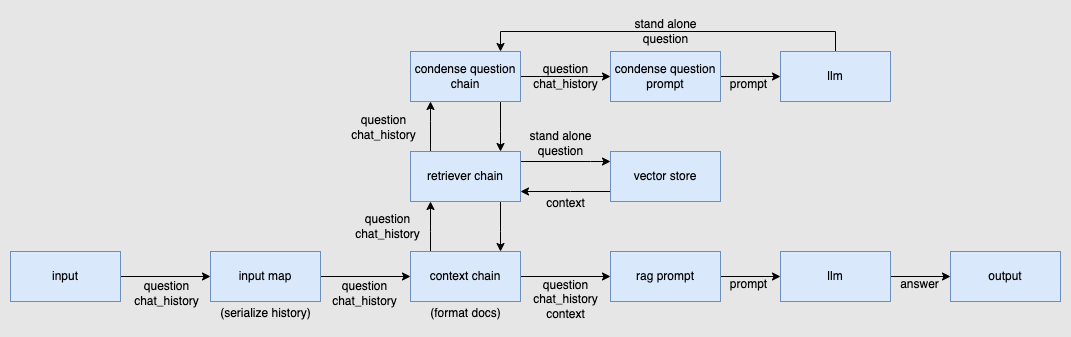 stand alone
question
condense question
chain
question
chat_history
condense question
prompt
prompt
llm
question
chat_history
stand alone
question
retriever chain
vector store
context
question
chat_history
input
question
chat_history
input map
(serialize history)
question
chat_history
context chain
(format docs)
question
chat_history
context
rag prompt
prompt
llm
answer
output